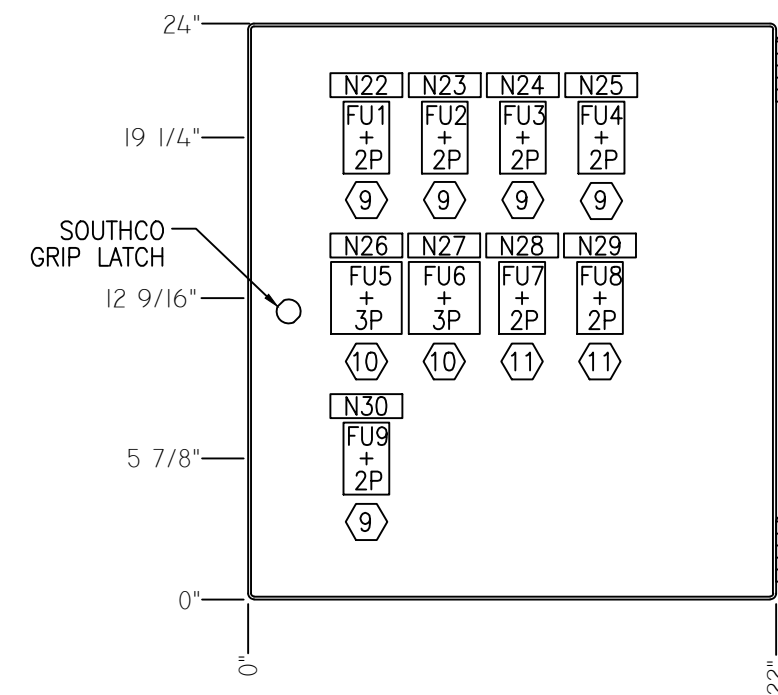 24"
N22 N23 N24 N25
FU1 FU2 FU3 FU4
+ + + +
19 1/4"
2P 2P 2P 2P
9 9 9 9
SOUTHCO
GRIP LATCH
N26 N27 N28 N29
FU5 FU6 FU7 FU8
12 9/16"
+ + + +
3P 3P 2P 2P
10 10 11 11
N30
FU9
+
5 7/8"
2P
9
0"
0"
22"